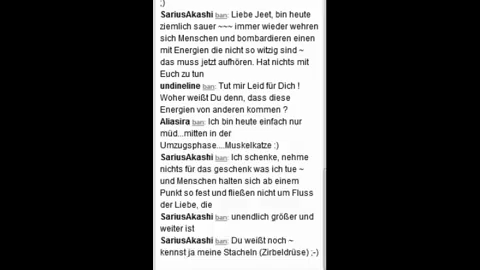 ;)
SariusAkashi ban: Liebe Jeet, bin heute
ziemlich sauer ~~~ immer wieder wehren
sich Menschen und bombardieren einen
mit Energien die nicht so witzig sind ~
das muss jetzt aufhören. Hat nichts mit
Euch zu tun
undineline ban: Tut mir Leid für Dich !
Woher weißt Du denn, dass diese
Energien von anderen kommen ?
Aliasira ban: Ich bin heute einfach nur
müd...mitten in der
Umzugsphase....Muskelkatze :)
SariusAkashi ban: Ich schenke, nehme
nichts für das geschenk was ich tue ~
und Menschen halten sich ab einem
Punkt so fest und fließen nicht um Fluss
der Liebe, die
SariusAkashi ban: unendlich größer und
weiter ist
SariusAkashi ban: Du weißt noch ~
kennst ja meine Stacheln (Zirbeldrüse) ;-)